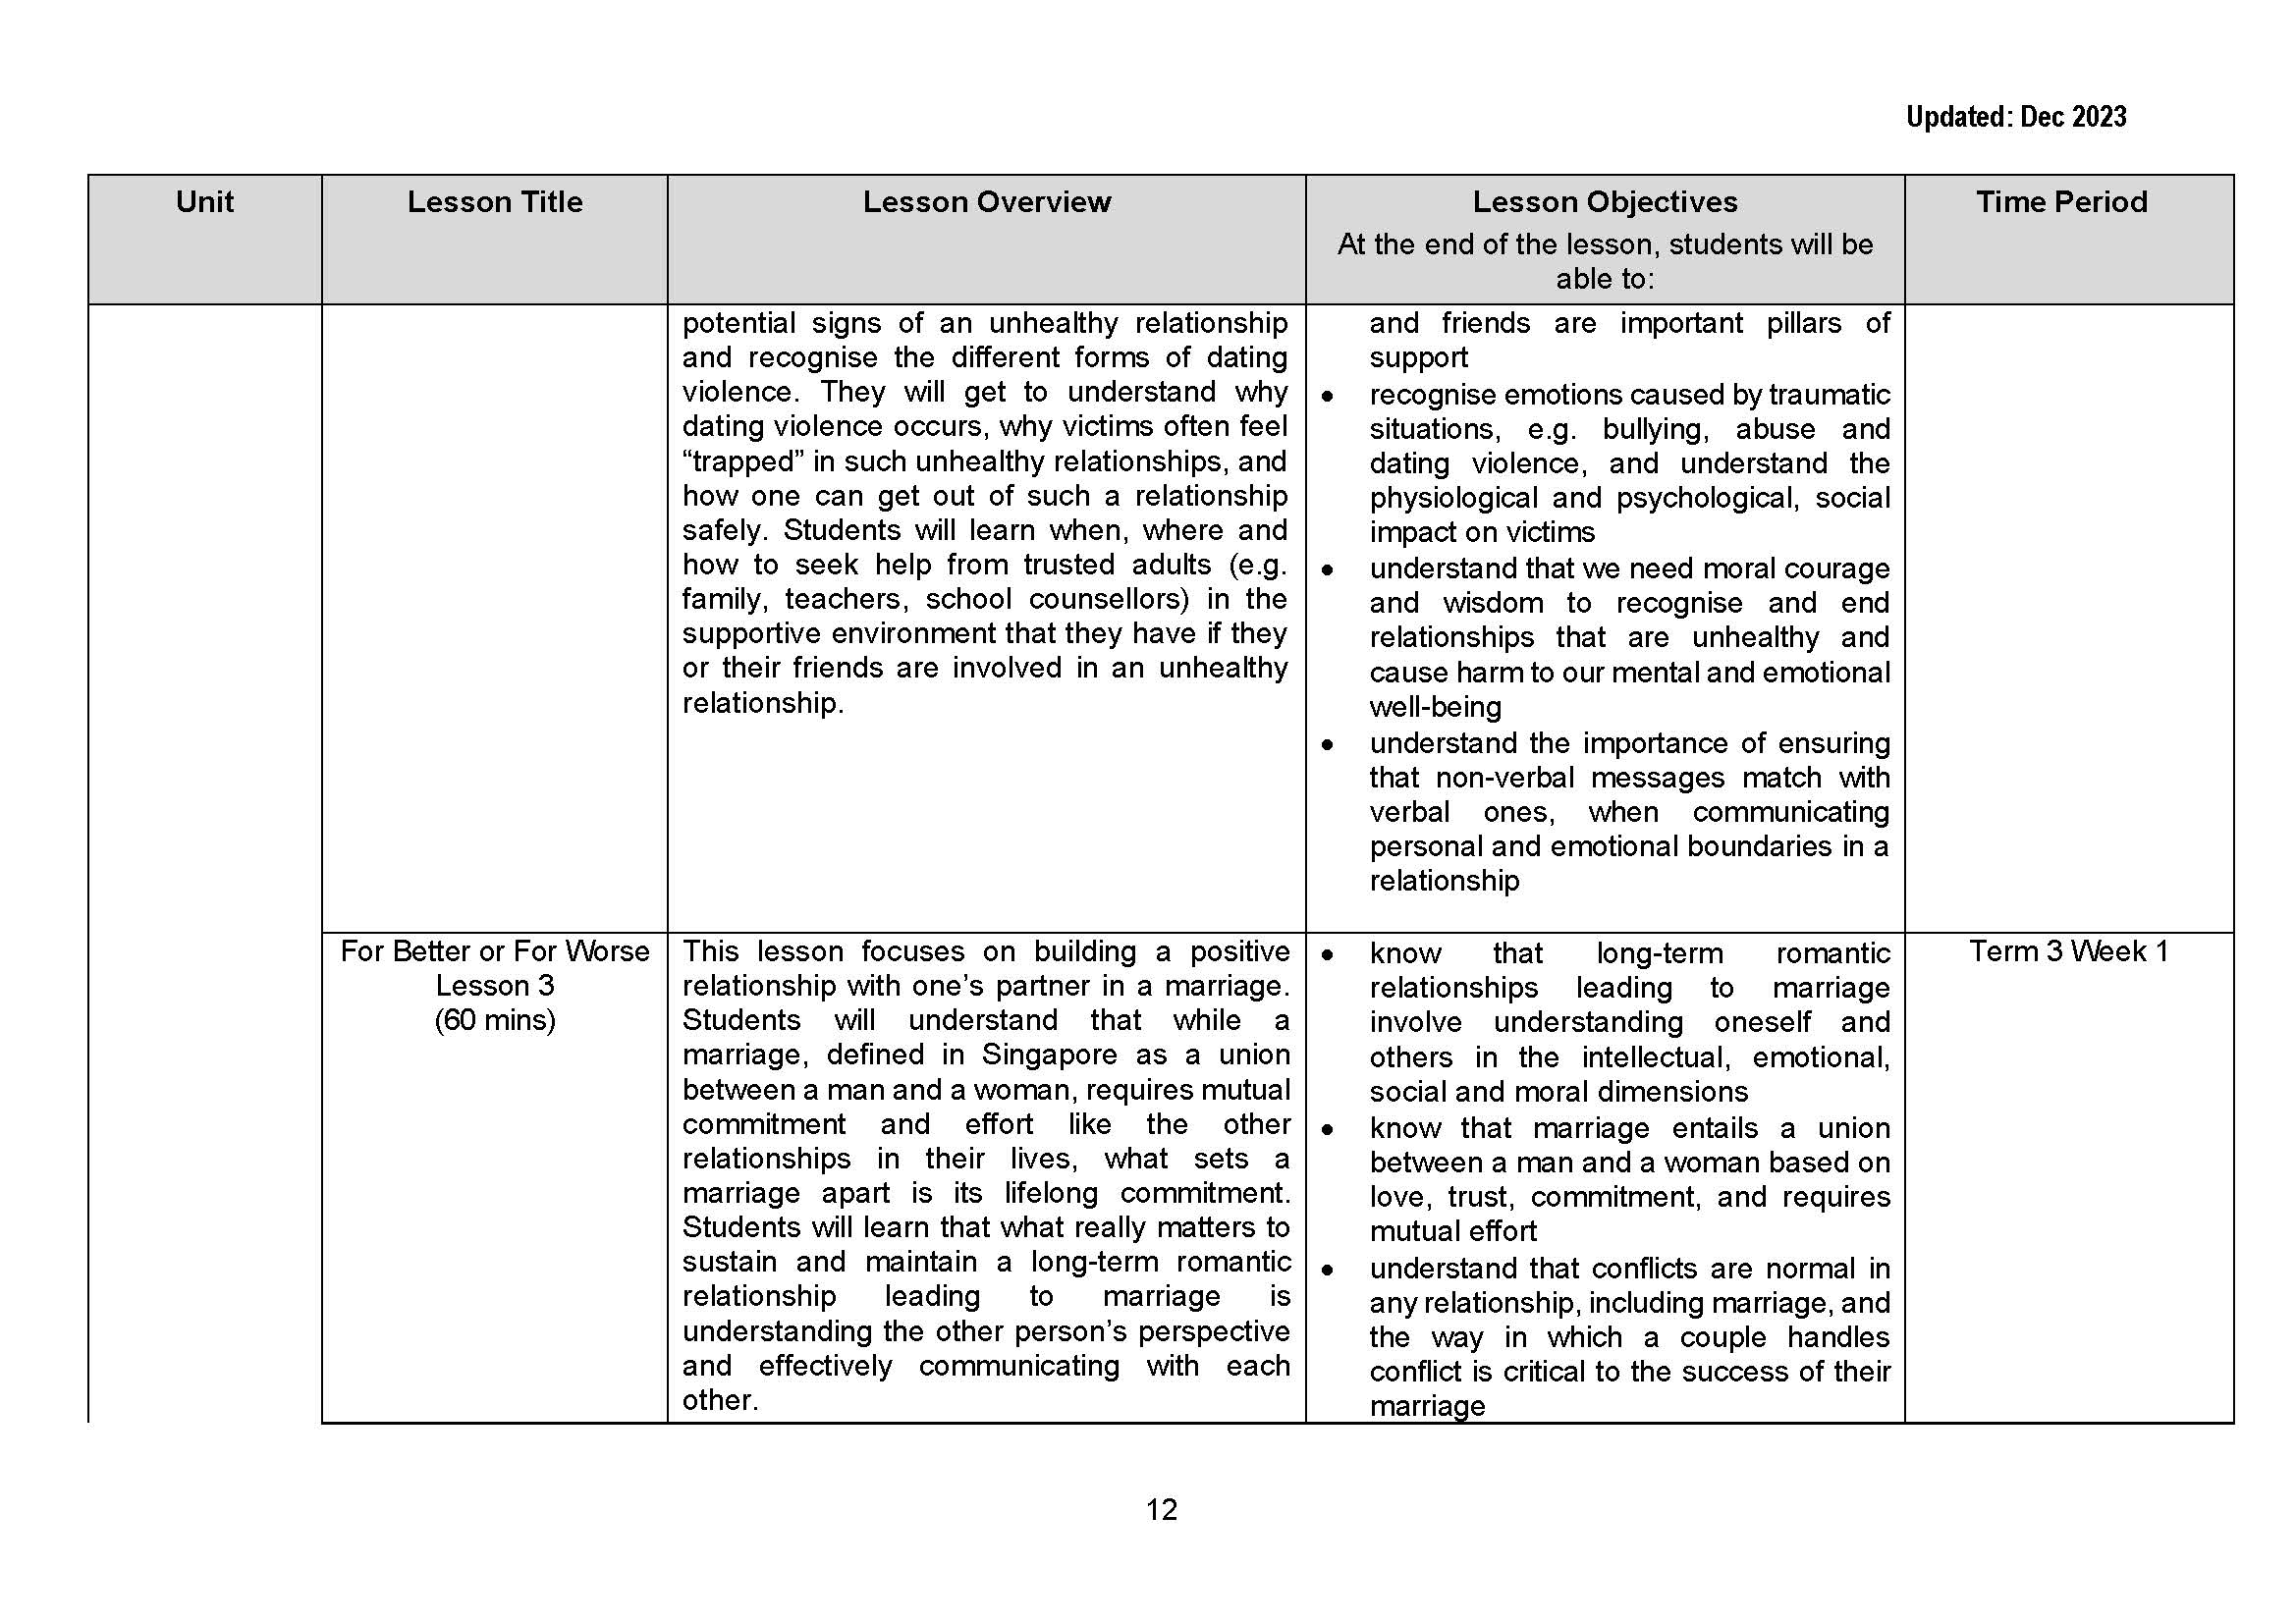 Updated: Dec 2023
Unit
Lesson Title
Lesson Overview
Lesson Objectives
At the end of the lesson, students will be
able to:
Time Period
potential signs of an unhealthy relationship
and recognise the different forms of dating
violence. They will get to understand why
dating violence occurs, why victims often feel
“trapped” in such unhealthy relationships, and
how one can get out of such a relationship
safely. Students will learn when, where and
how to seek help from trusted adults (e.g.
family, teachers, school counsellors) in the
supportive environment that they have if they
or their friends are involved in an unhealthy
relationship.
and friends are important pillars of
support
• recognise emotions caused by traumatic
situations, e.g. bullying, abuse and
dating violence, and understand the
physiological and psychological, social
impact on victims
• understand that we need moral courage
and wisdom to recognise and end
relationships that are unhealthy and
cause harm to our mental and emotional
well-being
• understand the importance of ensuring
that non-verbal messages match with
verbal ones, when communicating
personal and emotional boundaries in a
relationship
For Better or For Worse
Lesson 3
(60 mins)
This lesson focuses on building a positive
relationship with one’s partner in a marriage.
Students will understand that while a
marriage, defined in Singapore as a union
between a man and a woman, requires mutual
commitment and effort like the other
relationships in their lives, what sets a
marriage apart is its lifelong commitment.
Students will learn that what really matters to
sustain and maintain a long-term romantic
relationship leading to marriage is
understanding the other person’s perspective
and effectively communicating with each
other.
• know that long-term romantic
relationships leading to marriage
involve understanding oneself and
others in the intellectual, emotional,
social and moral dimensions
• know that marriage entails a union
between a man and a woman based on
love, trust, commitment, and requires
mutual effort
• understand that conflicts are normal in
any relationship, including marriage, and
the way in which a couple handles
conflict is critical to the success of their
marriage
Term 3 Week 1
12